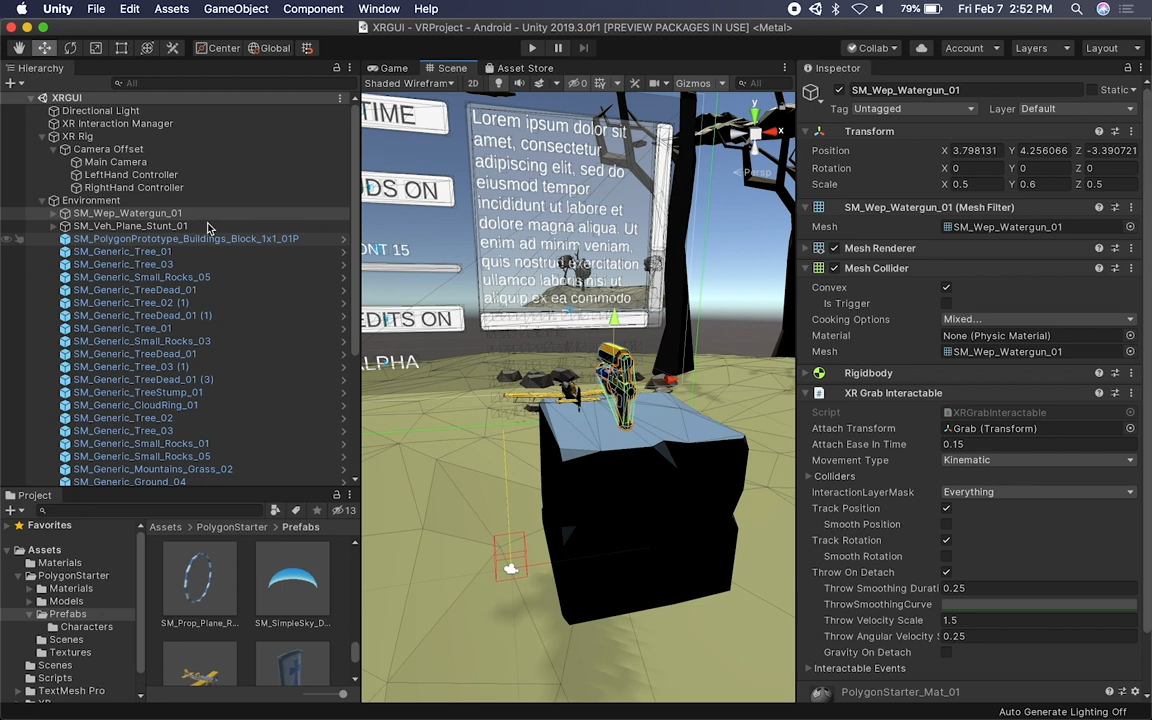 Unity File Edit Assets GameObject Component Window Help 79% Fri Feb 7 2:52 PM
XRGUI - VRProject - Android - Unity 2019.3.0f1 [PREVIEW PACKAGES IN USE] <Metal>
Center Global Collab Account Layers Layout
Hierarchy
All
XRGUI
Directional Light
XR Interaction Manager
XR Rig
Camera Offset
Main Camera
LeftHand Controller
RightHand Controller
Environment
SM_Wep_Watergun_01
SM_Veh_Plane_Stunt_01
SM_PolygonPrototype_Buildings_Block_1x1_01P
SM_Generic_Tree_01
SM_Generic_Tree_03
SM_Generic_Small_Rocks_05
SM_Generic_TreeDead_01
SM_Generic_Tree_02 (1)
SM_Generic_TreeDead_01 (1)
SM_Generic_Tree_01
SM_Generic_Small_Rocks_03
SM_Generic_TreeDead_01
SM_Generic_Tree_03 (1)
SM_Generic_TreeDead_01 (3)
SM_Generic_TreeStump_01
SM_Generic_CloudRing_01
SM_Generic_Tree_02
SM_Generic_Tree_03
SM_Generic_Small_Rocks_01
SM_Generic_Small_Rocks_05
SM_Generic_Mountains_Grass_02
SM_Generic_Ground_04
Project
13
Favorites
Assets
Materials
PolygonStarter
Materials
Models
Prefabs
Characters
Scenes
Textures
Scenes
Scripts
TextMesh Pro
Assets > PolygonStarter > Prefabs
SM_Prop_Plane_R... SM_SimpleSky_D...
Game Scene Asset Store
Shaded Wireframe 2D 0 Gizmos All
TIME
DS ON
ONT 15
EDITS ON
ALPHA
Lorem ipsum dolor sit
amet, consectetur
adipiscing elit, sed do
eiusmod tempor
incididunt ut labore et
dolore magna aliqua. Ut
enim ad minim veniam,
quis nostrud exercitation
ullamco laboris nisi ut
aliquip ex ea commodo
y
x
Persp
Inspector
SM_Wep_Watergun_01 Static
Tag Untagged Layer Default
Transform
Position X 3.798131 Y 4.256066 Z -3.390721
Rotation X 0 Y 0 Z 0
Scale X 0.5 Y 0.6 Z 0.5
SM_Wep_Watergun_01 (Mesh Filter)
Mesh SM_Wep_Watergun_01
Mesh Renderer
Mesh Collider
Convex
Is Trigger
Cooking Options Mixed...
Material None (Physic Material)
Mesh SM_Wep_Watergun_01
Rigidbody
XR Grab Interactable
Script XRGrabInteractable
Attach Transform Grab (Transform)
Attach Ease In Time 0.15
Movement Type Kinematic
Colliders
InteractionLayerMask Everything
Track Position
Smooth Position
Track Rotation
Smooth Rotation
Throw On Detach
Throw Smoothing Durati 0.25
ThrowSmoothingCurve
Throw Velocity Scale 1.5
Throw Angular Velocity S 0.25
Gravity On Detach
Interactable Events
PolygonStarter_Mat_01
Auto Generate Lighting Off